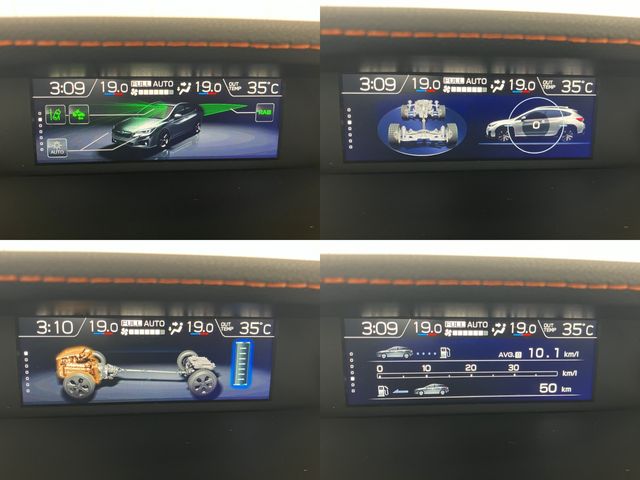 3:09 19.0 FULL AUTO 19.0 OUT TEMP 35°C
RAB
AUTO
3:09 19.0 FULL AUTO 19.0 OUT TEMP 35°C
0
3:10 19.0 FULL AUTO 19.0 OUT TEMP 35°C
3:09 19.0 FULL AUTO 19.0 OUT TEMP 35°C
AVG. 10.1 km/l
0 10 20 30 km/l
50 km